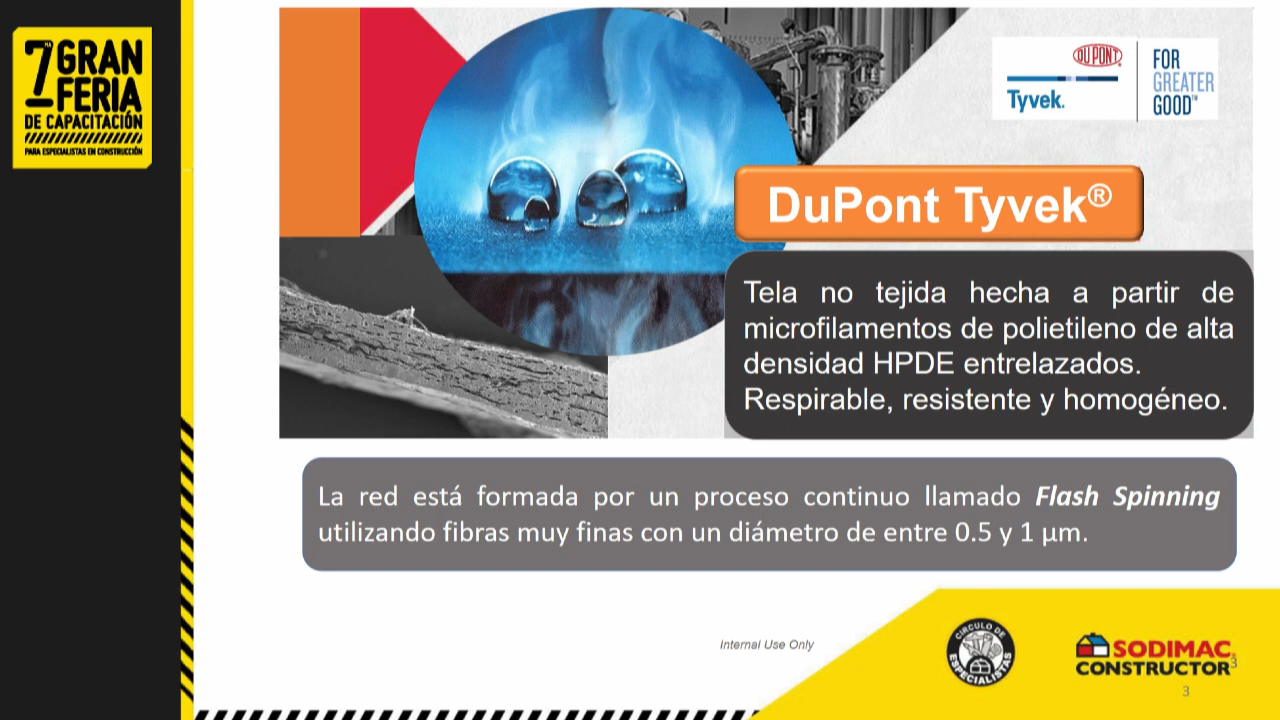 7MA GRAN
FERIA
DE CAPACITACIÓN
PARA ESPECIALISTAS EN CONSTRUCCIÓN
DUPONT
Tyvek.
FOR
GREATER
GOOD™
DuPont Tyvek®
Tela no tejida hecha a partir de
microfilamentos de polietileno de alta
densidad HPDE entrelazados.
Respirable, resistente y homogéneo.
La red está formada por un proceso continuo llamado Flash Spinning
utilizando fibras muy finas con un diámetro de entre 0.5 y 1 µm.
Internal Use Only
CIRCULO DE
ESPECIALISTAS
SODIMAC
CONSTRUCTOR
3
3